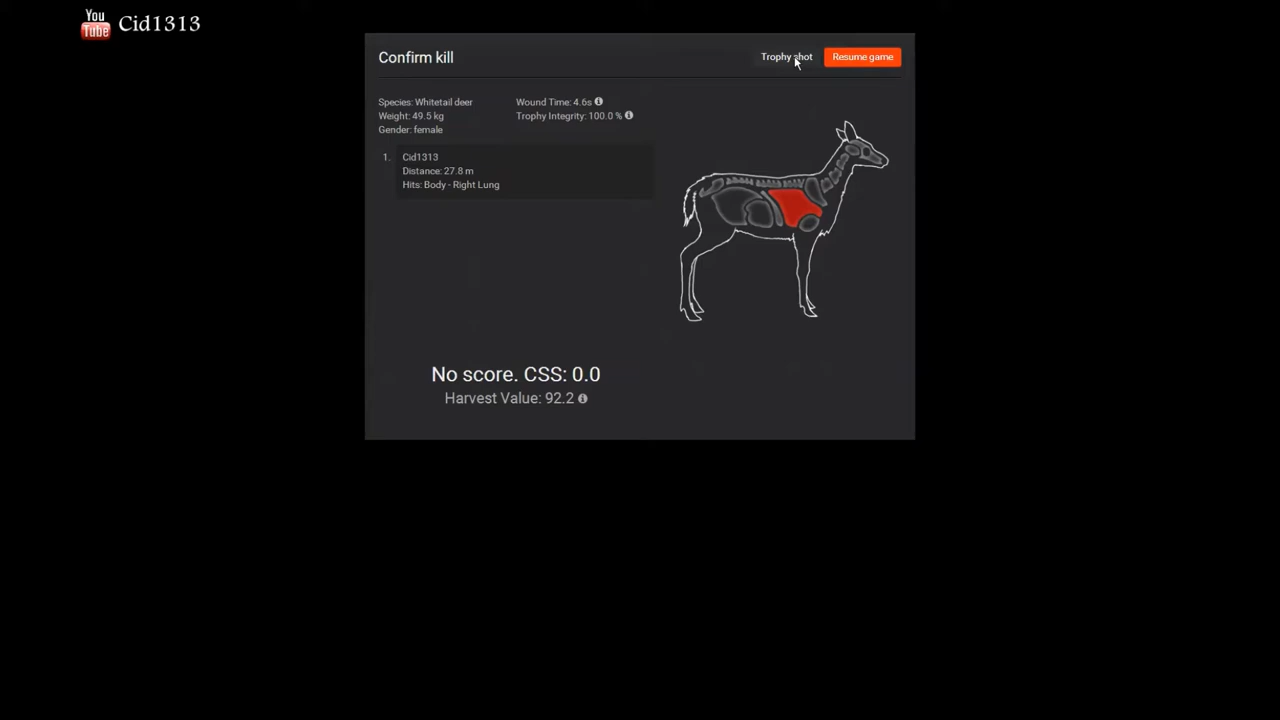 You
Tube
Cid1313
Confirm kill
Trophy shot
Resume game
Species: Whitetail deer
Weight: 49.5 kg
Gender: female
Wound Time: 4.6s
Trophy Integrity: 100.0 %
1.
Cid1313
Distance: 27.8 m
Hits: Body - Right Lung
No score. CSS: 0.0
Harvest Value: 92.2